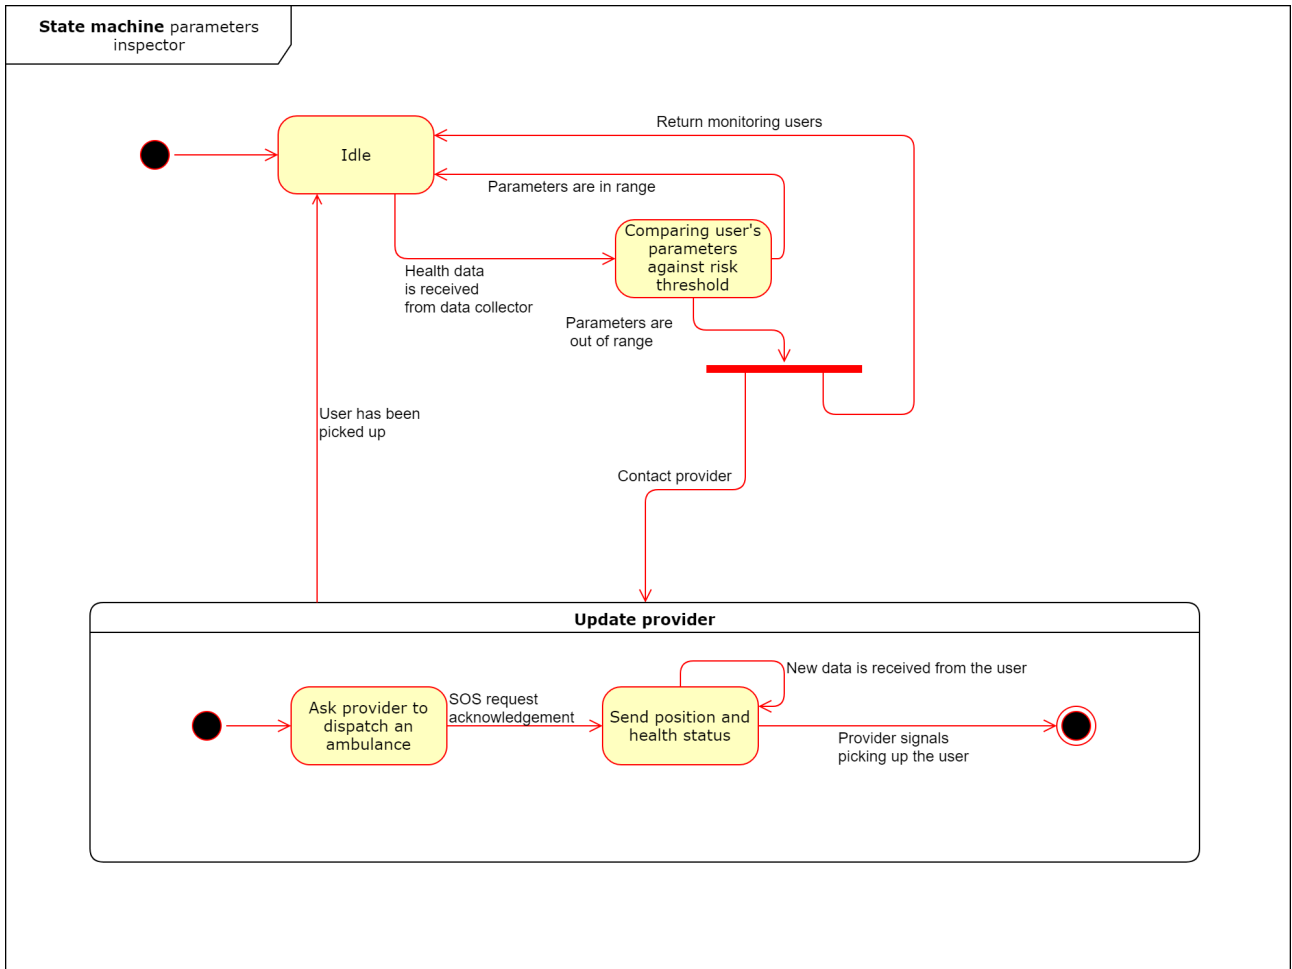 State machine parameters
inspector
Return monitoring users
Idle
Parameters are in range
Comparing user's
parameters
against risk
threshold
Health data
is received
from data collector
Parameters are
out of range
User has been
picked up
Contact provider
Update provider
New data is received from the user
SOS request
acknowledgement
Ask provider to
dispatch an
ambulance
Send position and
health status
Provider signals
picking up the user